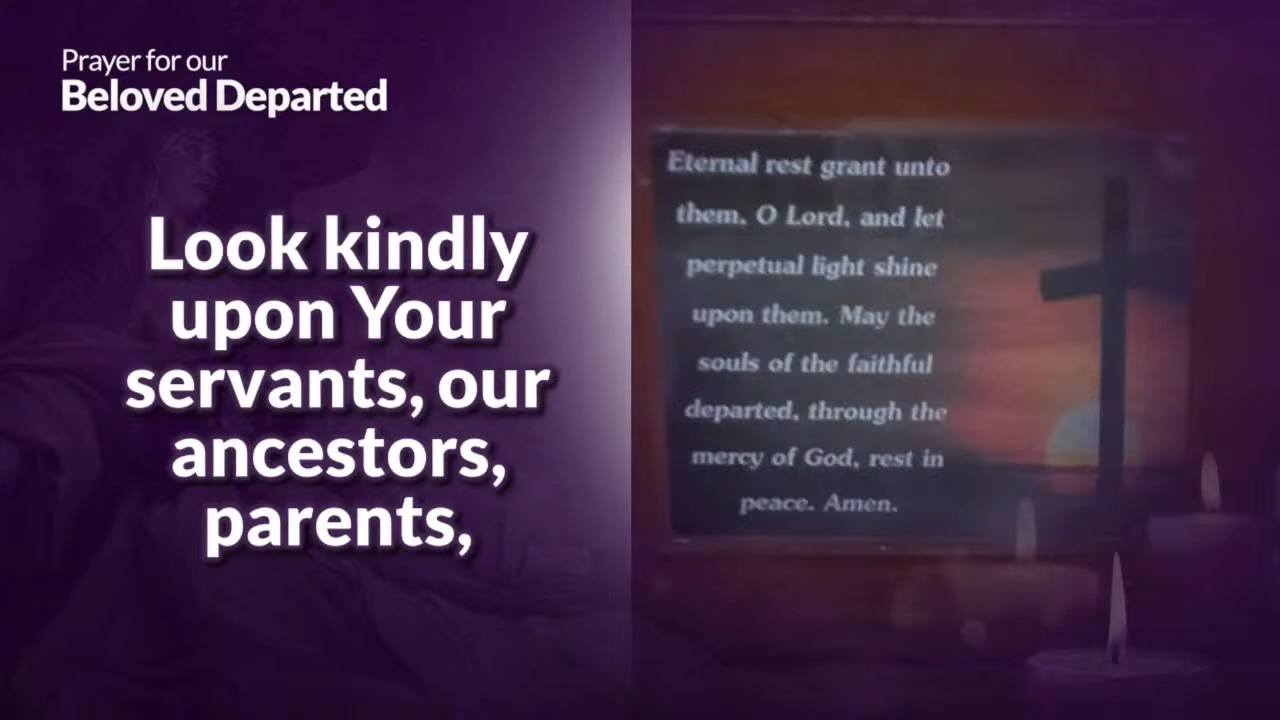 Prayer for our
Beloved Departed
Look kindly
upon Your
servants, our
ancestors,
parents,
Eternal rest grant unto
them, O Lord, and let
perpetual light shine
upon them. May the
souls of the faithful
departed, through the
mercy of God, rest in
peace. Amen.